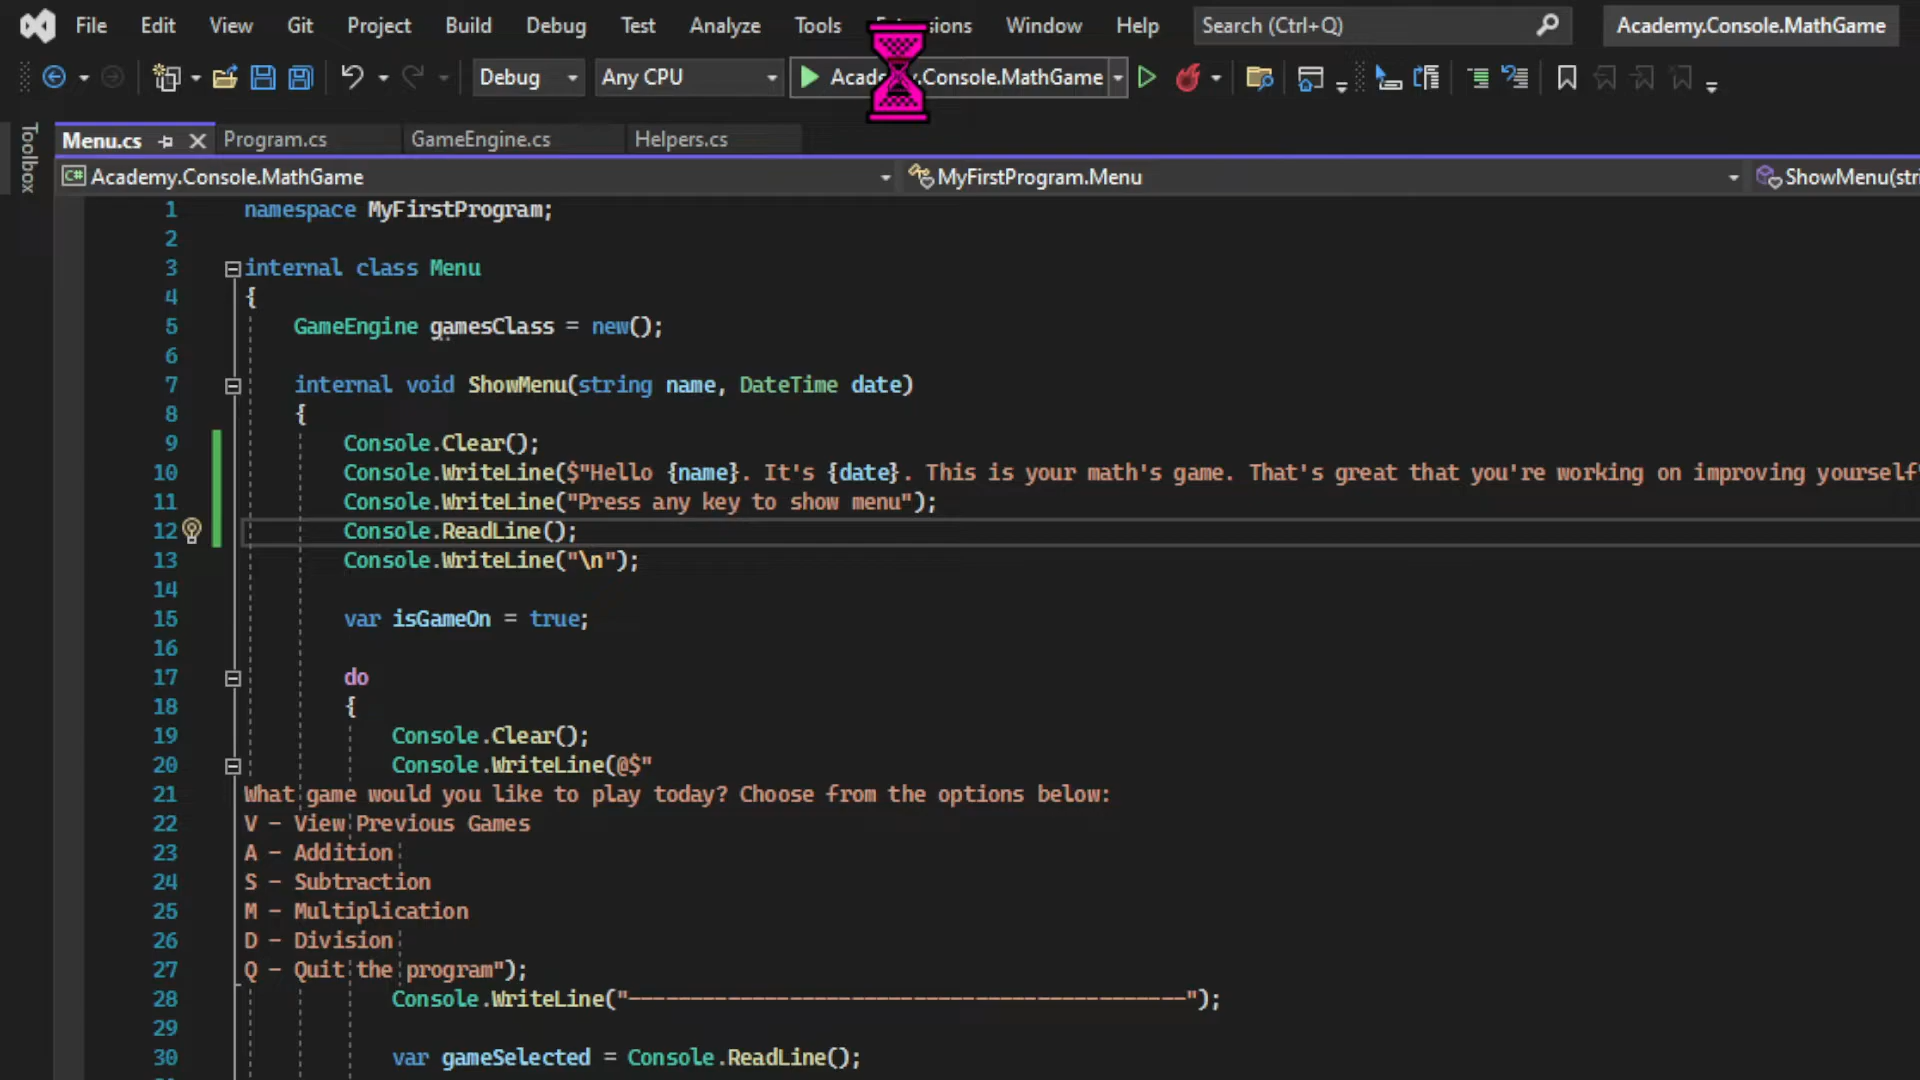 File Edit View Git Project Build Debug Test Analyze Tools Extensions Window Help Search (Ctrl+Q) Academy.Console.MathGame
Debug Any CPU Academy.Console.MathGame
Toolbox
Menu.cs Program.cs GameEngine.cs Helpers.cs
C# Academy.Console.MathGame MyFirstProgram.Menu ShowMenu(stri
1 namespace MyFirstProgram;
2
3 internal class Menu
4 {
5 GameEngine gamesClass = new();
6
7 internal void ShowMenu(string name, DateTime date)
8 {
9 Console.Clear();
10 Console.WriteLine($"Hello {name}. It's {date}. This is your math's game. That's great that you're working on improving yourself"
11 Console.WriteLine("Press any key to show menu");
12 Console.ReadLine();
13 Console.WriteLine("\n");
14
15 var isGameOn = true;
16
17 do
18 {
19 Console.Clear();
20 Console.WriteLine(@$"
21 What game would you like to play today? Choose from the options below:
22 V - View Previous Games
23 A - Addition
24 S - Subtraction
25 M - Multiplication
26 D - Division
27 Q - Quit the program");
28 Console.WriteLine("---------------------------------------------");
29
30 var gameSelected = Console.ReadLine();